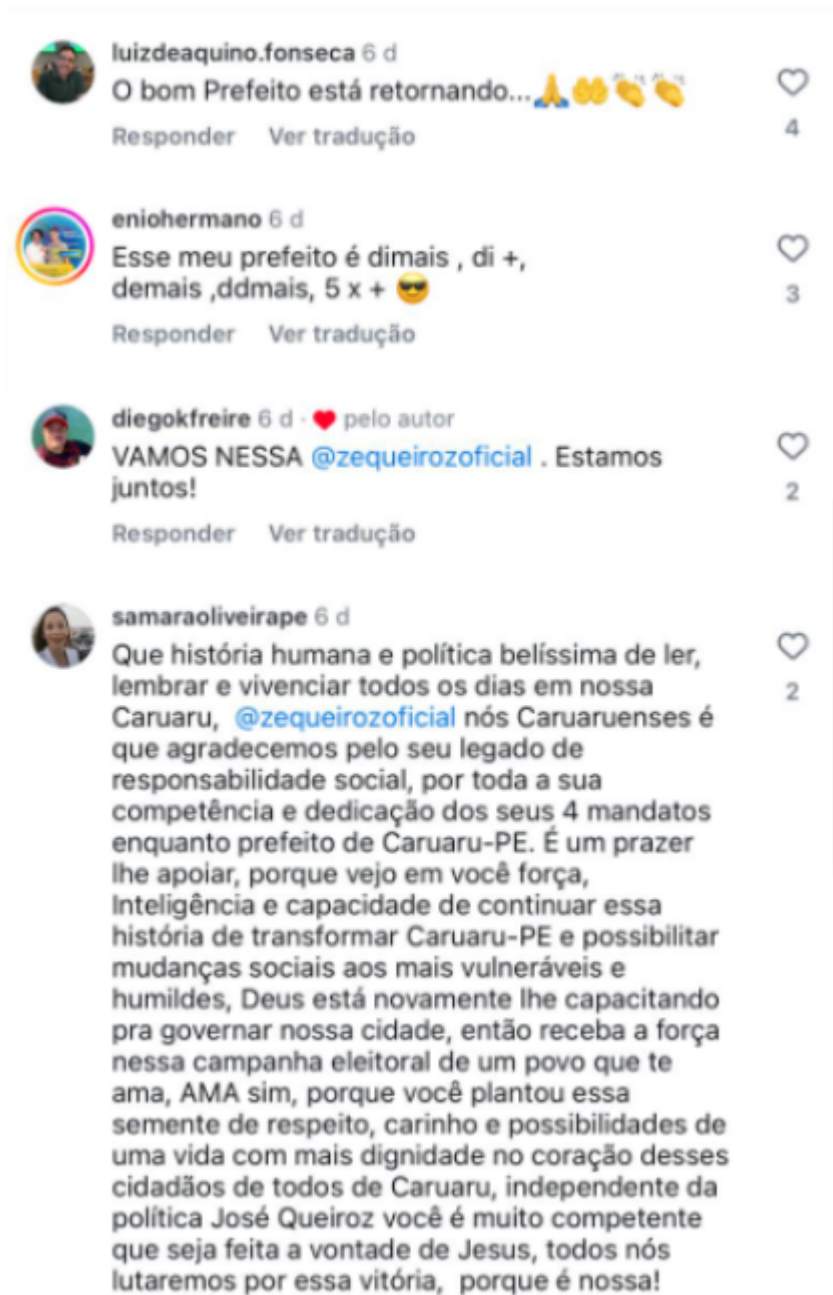 luizdeaquino.fonseca 6 d
O bom Prefeito está retornando...🙏🤲👏👏
Responder Ver tradução
4
eniohermano 6 d
Esse meu prefeito é dimais , di +,
demais ,ddmais, 5 x + 😎
Responder Ver tradução
3
diegokfreire 6 d · ❤️ pelo autor
VAMOS NESSA @zequeirozoficial . Estamos
juntos!
Responder Ver tradução
2
samaraoliveirape 6 d
Que história humana e política belíssima de ler,
lembrar e vivenciar todos os dias em nossa
Caruaru, @zequeirozoficial nós Caruaruenses é
que agradecemos pelo seu legado de
responsabilidade social, por toda a sua
competência e dedicação dos seus 4 mandatos
enquanto prefeito de Caruaru-PE. É um prazer
lhe apoiar, porque vejo em você força,
Inteligência e capacidade de continuar essa
história de transformar Caruaru-PE e possibilitar
mudanças sociais aos mais vulneráveis e
humildes, Deus está novamente lhe capacitando
pra governar nossa cidade, então receba a força
nessa campanha eleitoral de um povo que te
ama, AMA sim, porque você plantou essa
semente de respeito, carinho e possibilidades de
uma vida com mais dignidade no coração desses
cidadãos de todos de Caruaru, independente da
política José Queiroz você é muito competente
que seja feita a vontade de Jesus, todos nós
lutaremos por essa vitória, porque é nossa!
2